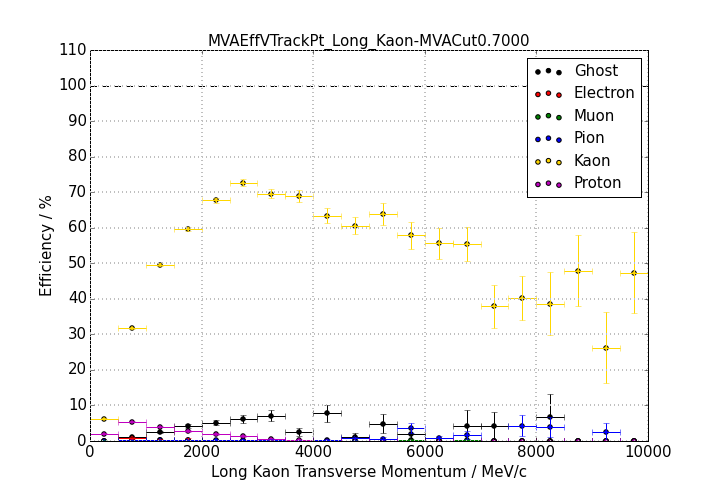 MVAEffVTrackPt_Long_Kaon-MVACut0.7000
110
100
90
80
70
60
50
40
30
20
10
0
Efficiency / %
Ghost
Electron
Muon
Pion
Kaon
Proton
0 2000 4000 6000 8000 10000
Long Kaon Transverse Momentum / MeV/c